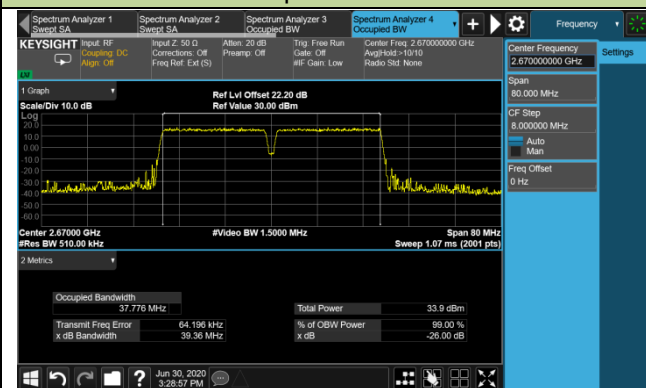 Spectrum Analyzer 1
Swept SA
Spectrum Analyzer 2
Swept SA
Spectrum Analyzer 3
Occupied BW
Spectrum Analyzer 4
Occupied BW
Frequency
KEYSIGHT
Input: RF
Coupling: DC
Align: Off
Input Z: 50 Ω
Corrections: Off
Freq Ref: Ext (S)
Atten: 20 dB
Preamp: Off
Trig: Free Run
Gate: Off
#IF Gain: Low
Center Freq: 2.670000000 GHz
Avg|Hold:>10/10
Radio Std: None
LXI
Center Frequency
2.670000000 GHz
Settings
Span
80.000 MHz
CF Step
8.000000 MHz
Auto
Man
Freq Offset
0 Hz
1 Graph
Scale/Div 10.0 dB
Ref Lvl Offset 22.20 dB
Ref Value 30.00 dBm
Log
20.0
10.0
0.00
-10.0
-20.0
-30.0
-40.0
-50.0
-60.0
Center 2.67000 GHz
#Res BW 510.00 kHz
#Video BW 1.5000 MHz
Span 80 MHz
Sweep 1.07 ms (2001 pts)
2 Metrics
Occupied Bandwidth
37.776 MHz
Total Power 33.9 dBm
Transmit Freq Error 64.196 kHz
% of OBW Power 99.00 %
x dB Bandwidth 39.36 MHz
x dB -26.00 dB
?
Jun 30, 2020
3:28:57 PM